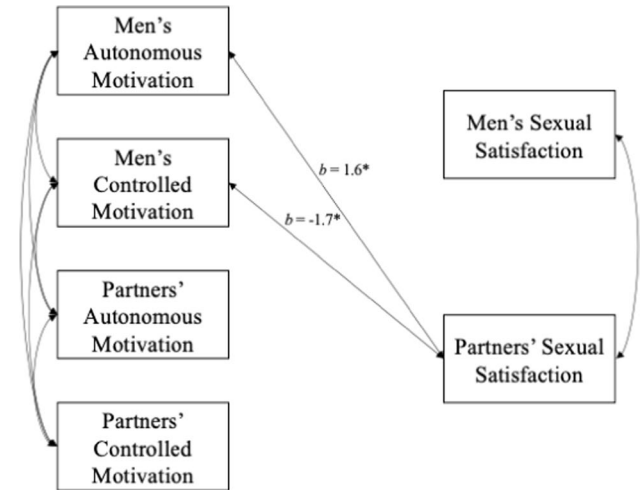 Men's
Autonomous
Motivation
Men's
Controlled
Motivation
Partners'
Autonomous
Motivation
Partners'
Controlled
Motivation
b = 1.6*
b = -1.7*
Men's Sexual
Satisfaction
Partners' Sexual
Satisfaction